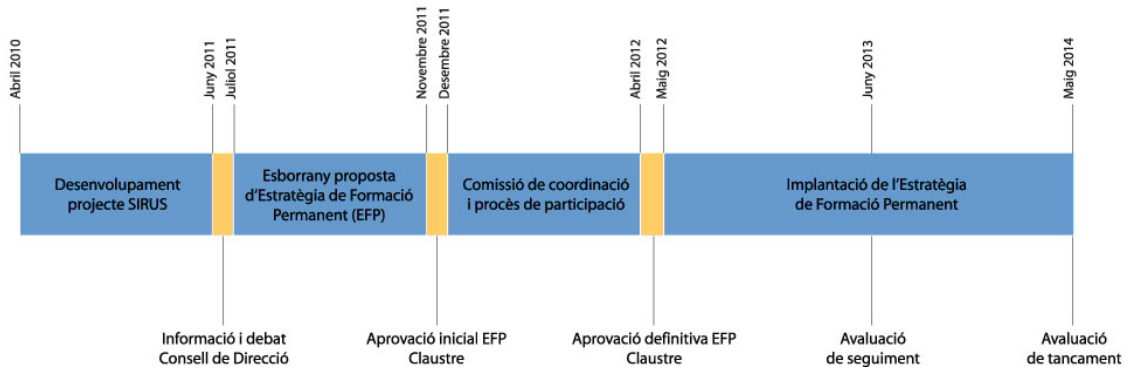 Abril 2010
Juny 2011
Juliol 2011
Novembre 2011
Desembre 2011
Abril 2012
Maig 2012
Juny 2013
Maig 2014
Desenvolupament
projecte SIRUS
Esborrany proposta
d'Estratègia de Formació
Permanent (EFP)
Comissió de coordinació
i procès de participació
Implantació de l'Estratègia
de Formació Permanent
Informació i debat
Consell de Direcció
Aprovació inicial EFP
Claustre
Aprovació definitiva EFP
Claustre
Avaluació
de seguiment
Avaluació
de tancament